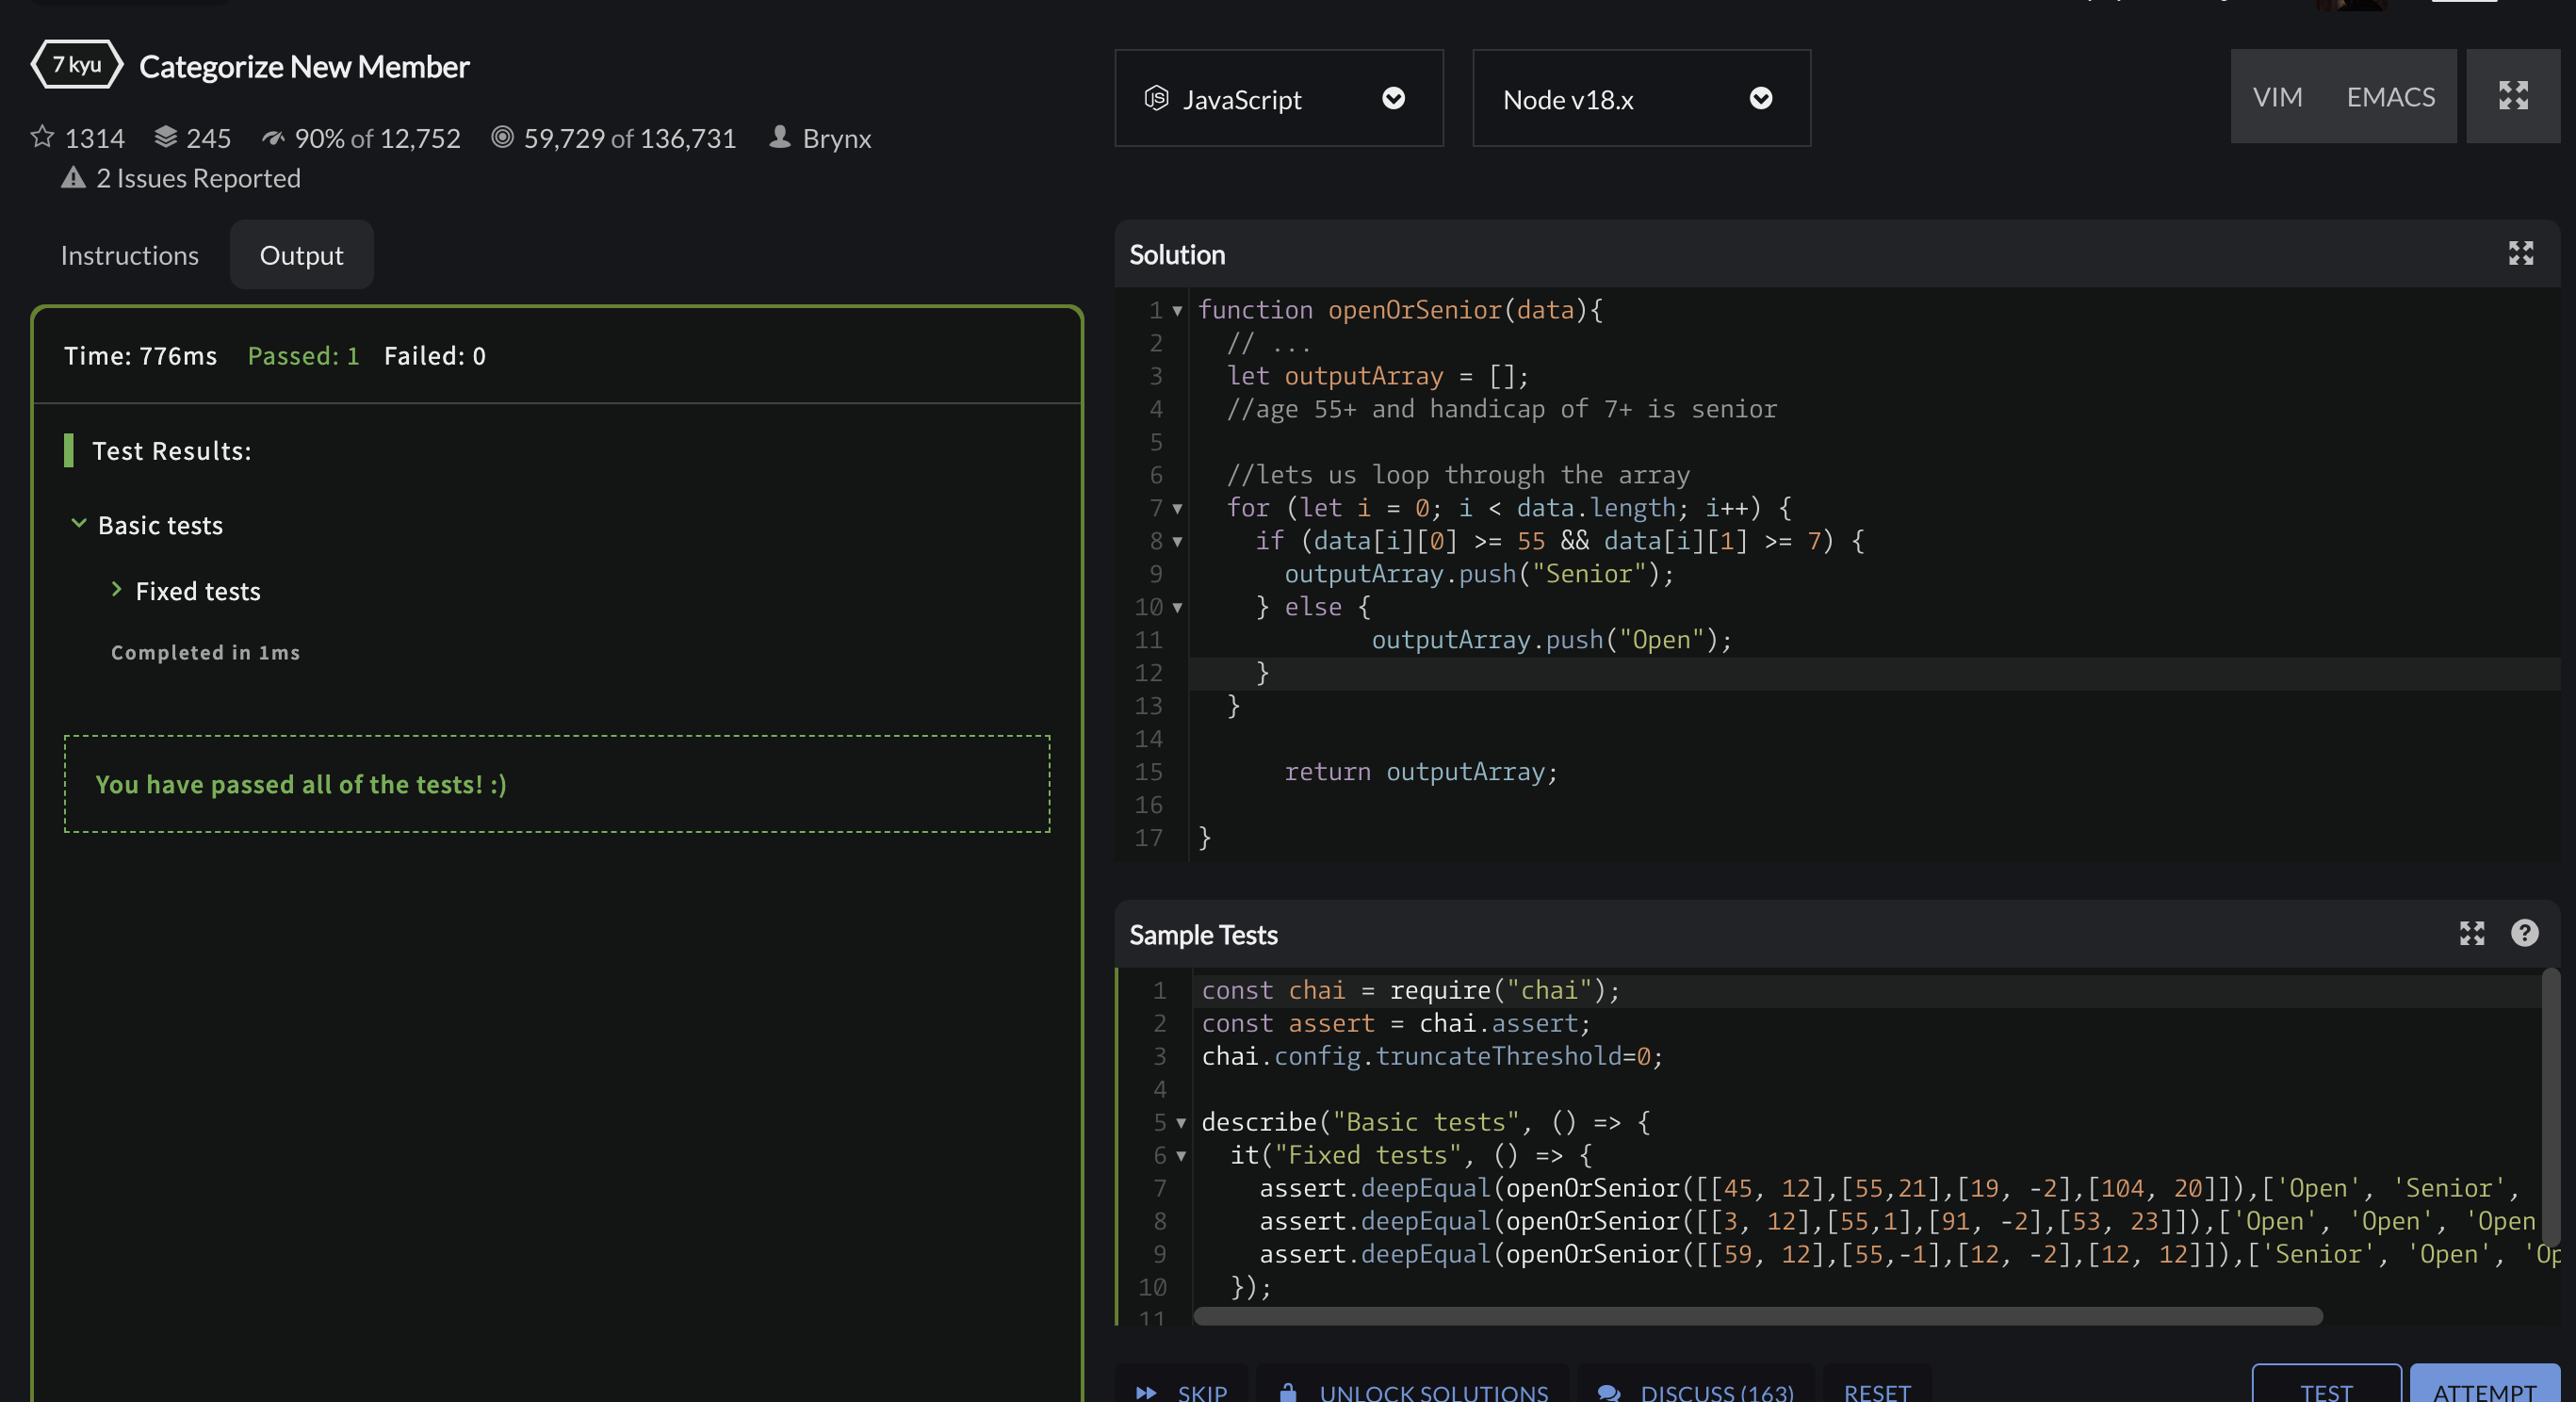 7 kyu Categorize New Member
1314 245 90% of 12,752 59,729 of 136,731 Brynx
2 Issues Reported
JavaScript
Node v18.x
VIM EMACS
Instructions Output
Time: 776ms Passed: 1 Failed: 0
Test Results:
Basic tests
Fixed tests
Completed in 1ms
You have passed all of the tests! :)
Solution
1 function openOrSenior(data){
2 // ...
3 let outputArray = [];
4 //age 55+ and handicap of 7+ is senior
5
6 //lets us loop through the array
7 for (let i = 0; i < data.length; i++) {
8 if (data[i][0] >= 55 && data[i][1] >= 7) {
9 outputArray.push("Senior");
10 } else {
11 outputArray.push("Open");
12 }
13 }
14
15 return outputArray;
16
17 }
Sample Tests
1 const chai = require("chai");
2 const assert = chai.assert;
3 chai.config.truncateThreshold=0;
4
5 describe("Basic tests", () => {
6 it("Fixed tests", () => {
7 assert.deepEqual(openOrSenior([[45, 12],[55,21],[19, -2],[104, 20]]),['Open', 'Senior',
8 assert.deepEqual(openOrSenior([[3, 12],[55,1],[91, -2],[53, 23]]),['Open', 'Open', 'Open
9 assert.deepEqual(openOrSenior([[59, 12],[55,-1],[12, -2],[12, 12]]),['Senior', 'Open', 'Op
10 });
11
SKIP UNLOCK SOLUTIONS DISCUSS (163) RESET TEST ATTEMPT